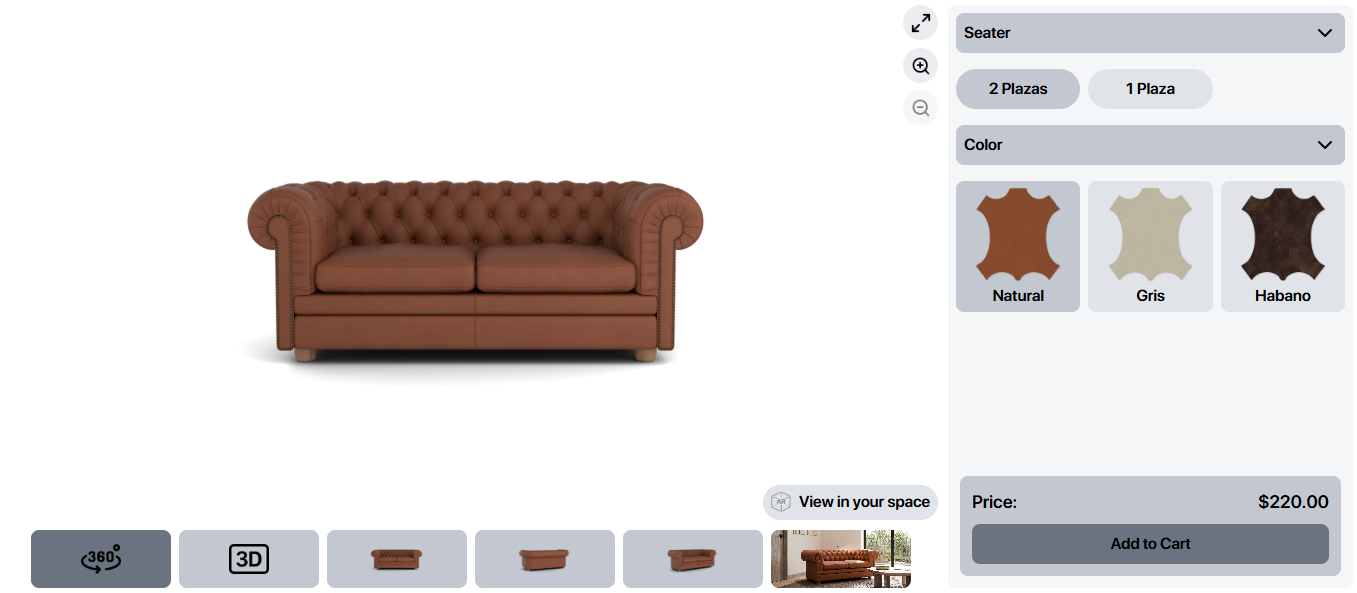 Seater
2 Plazas
1 Plaza
Color
Natural
Gris
Habano
AR
View in your space
360°
3D
Price:
$220.00
Add to Cart